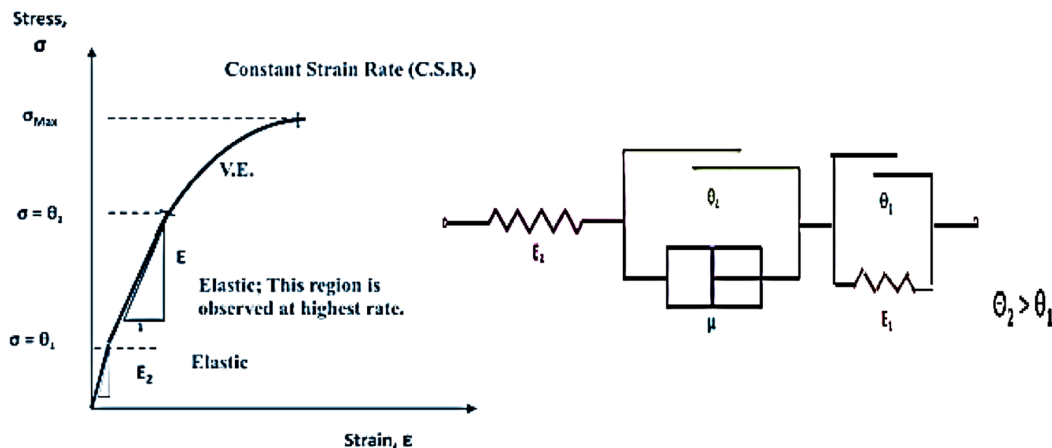 Stress,
σ
Constant Strain Rate (C.S.R.)
σMax
V.E.
σ = θ2
E
Elastic; This region is
observed at highest rate.
1
σ = θ1
E2
Elastic
Strain, ε
E2
θ2
μ
θ1
E1
Θ2 > θ1